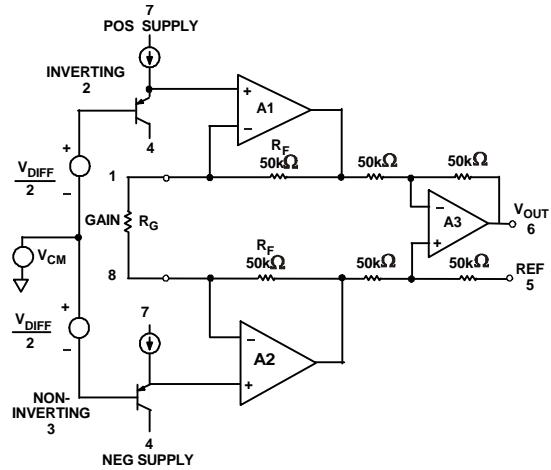 7
POS SUPPLY
INVERTING
2
4
+
A1
−
V_DIFF
2
+
−
1
R_F
50kΩ
50kΩ
50kΩ
GAIN
R_G
−
A3
+
V_OUT
6
V_CM
8
R_F
50kΩ
50kΩ
50kΩ
REF
5
V_DIFF
2
+
−
7
−
A2
+
NON-
INVERTING
3
4
NEG SUPPLY